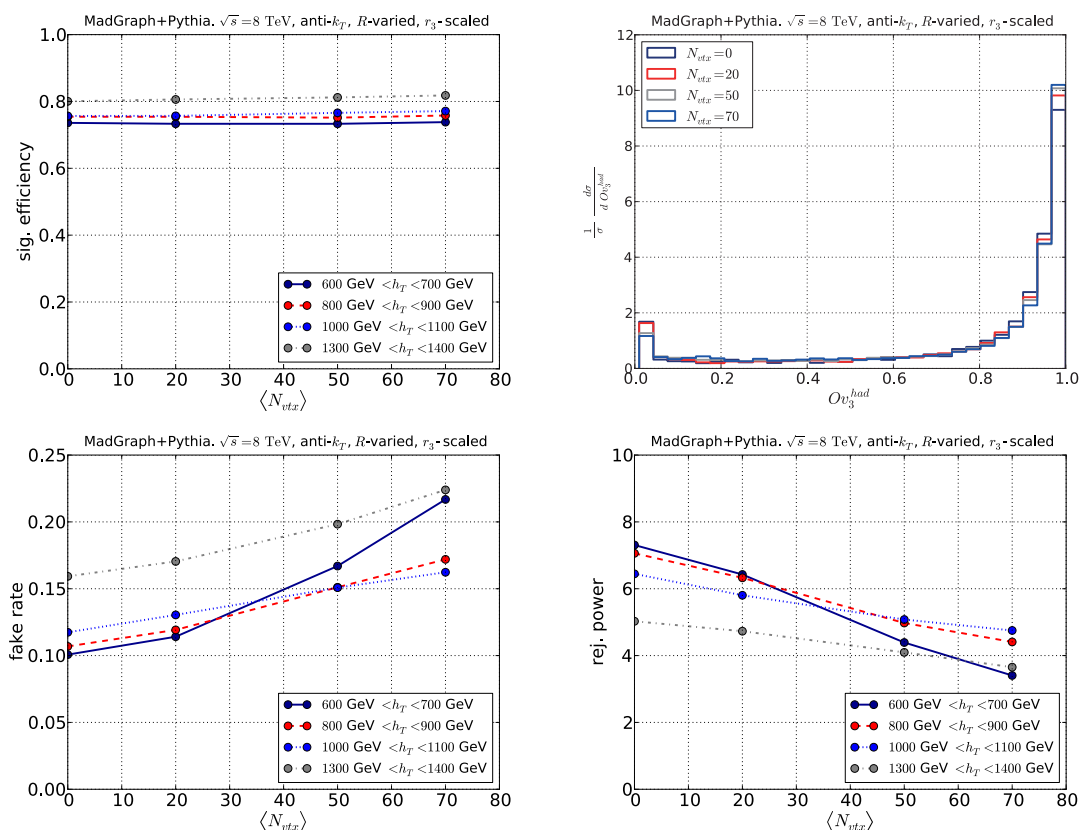 MadGraph+Pythia. √s =8 TeV, anti-k_T, R-varied, r_3-scaled
1.0
0.8
0.6
0.4
0.2
0.0
sig. efficiency
600 GeV <h_T <700 GeV
800 GeV <h_T <900 GeV
1000 GeV <h_T <1100 GeV
1300 GeV <h_T <1400 GeV
0 10 20 30 40 50 60 70 80
⟨N_vtx⟩
MadGraph+Pythia. √s =8 TeV, anti-k_T, R-varied, r_3-scaled
12
10
8
6
4
2
0
1/σ dσ/d Ov_3^had
N_vtx=0
N_vtx=20
N_vtx=50
N_vtx=70
0.0 0.2 0.4 0.6 0.8 1.0
Ov_3^had
MadGraph+Pythia. √s =8 TeV, anti-k_T, R-varied, r_3-scaled
0.25
0.20
0.15
0.10
0.05
0.00
fake rate
600 GeV <h_T <700 GeV
800 GeV <h_T <900 GeV
1000 GeV <h_T <1100 GeV
1300 GeV <h_T <1400 GeV
0 10 20 30 40 50 60 70 80
⟨N_vtx⟩
MadGraph+Pythia. √s =8 TeV, anti-k_T, R-varied, r_3-scaled
10
8
6
4
2
0
rej. power
600 GeV <h_T <700 GeV
800 GeV <h_T <900 GeV
1000 GeV <h_T <1100 GeV
1300 GeV <h_T <1400 GeV
0 10 20 30 40 50 60 70 80
⟨N_vtx⟩